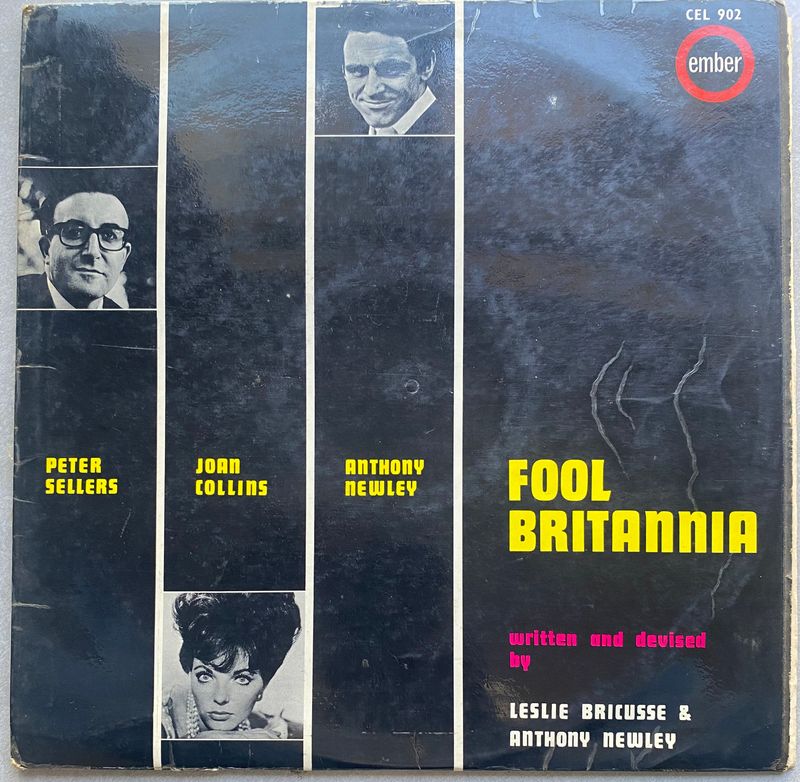 CEL 902
ember
PETER
SELLERS
JOAN
COLLINS
ANTHONY
NEWLEY
FOOL
BRITANNIA
written and devised
by
LESLIE BRICUSSE &
ANTHONY NEWLEY